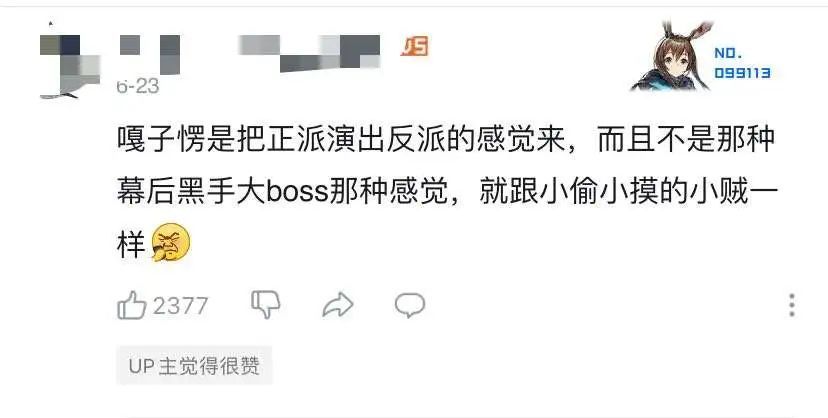 NO.
099113
6-23
嘎子愣是把正派演出反派的感觉来，而且不是那种
幕后黑手大boss那种感觉，就跟小偷小摸的小贼一
样
2377
UP主觉得很赞